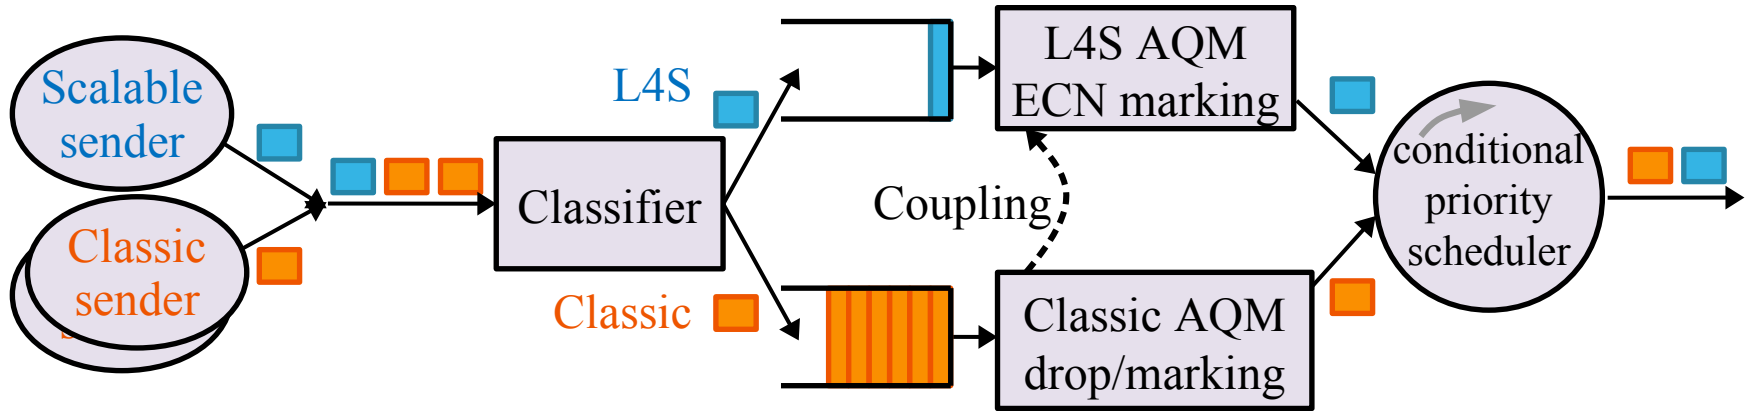 Scalable
sender
Classic
sender
L4S
Classifier
Classic
L4S AQM
ECN marking
Coupling
Classic AQM
drop/marking
conditional
priority
scheduler